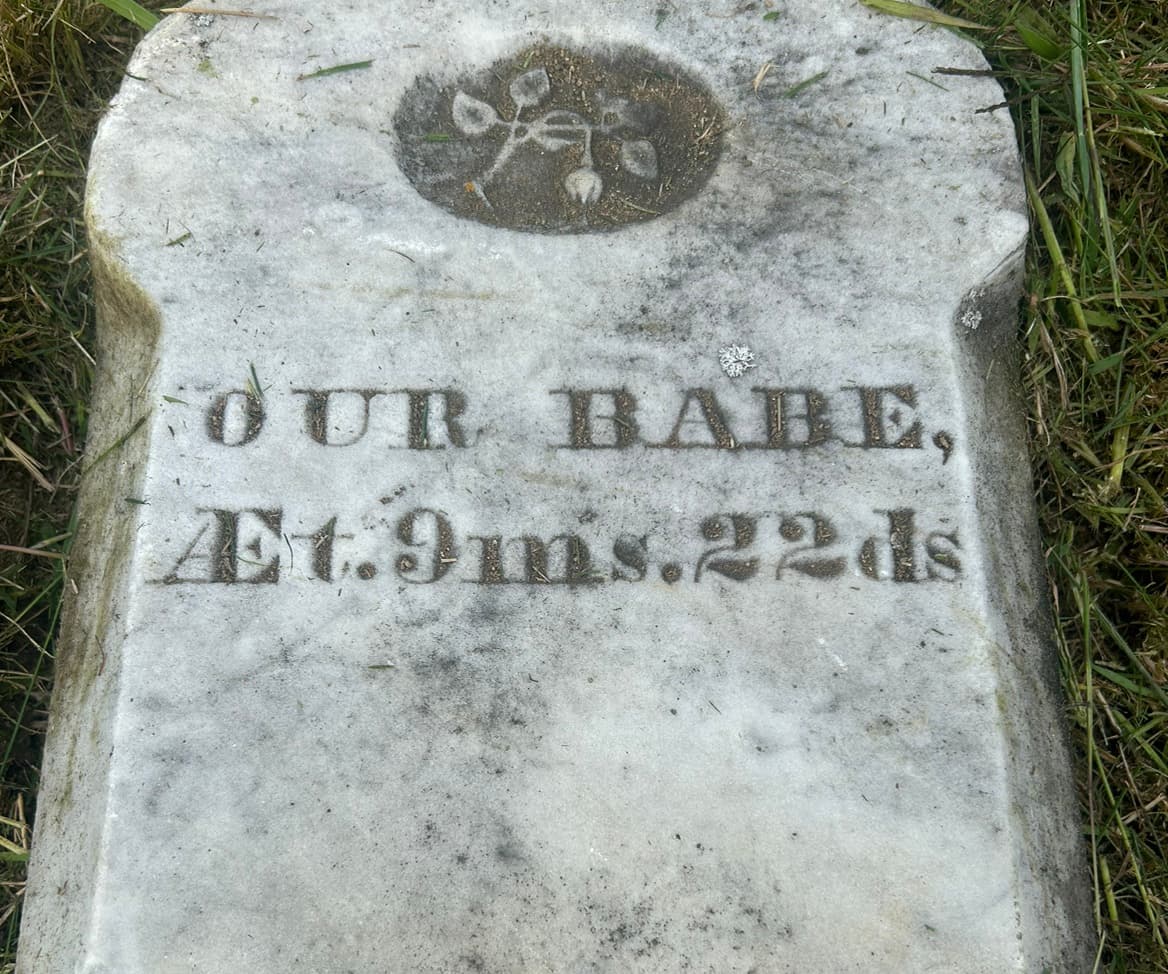 OUR BABE,
Æt. 9ms. 22ds